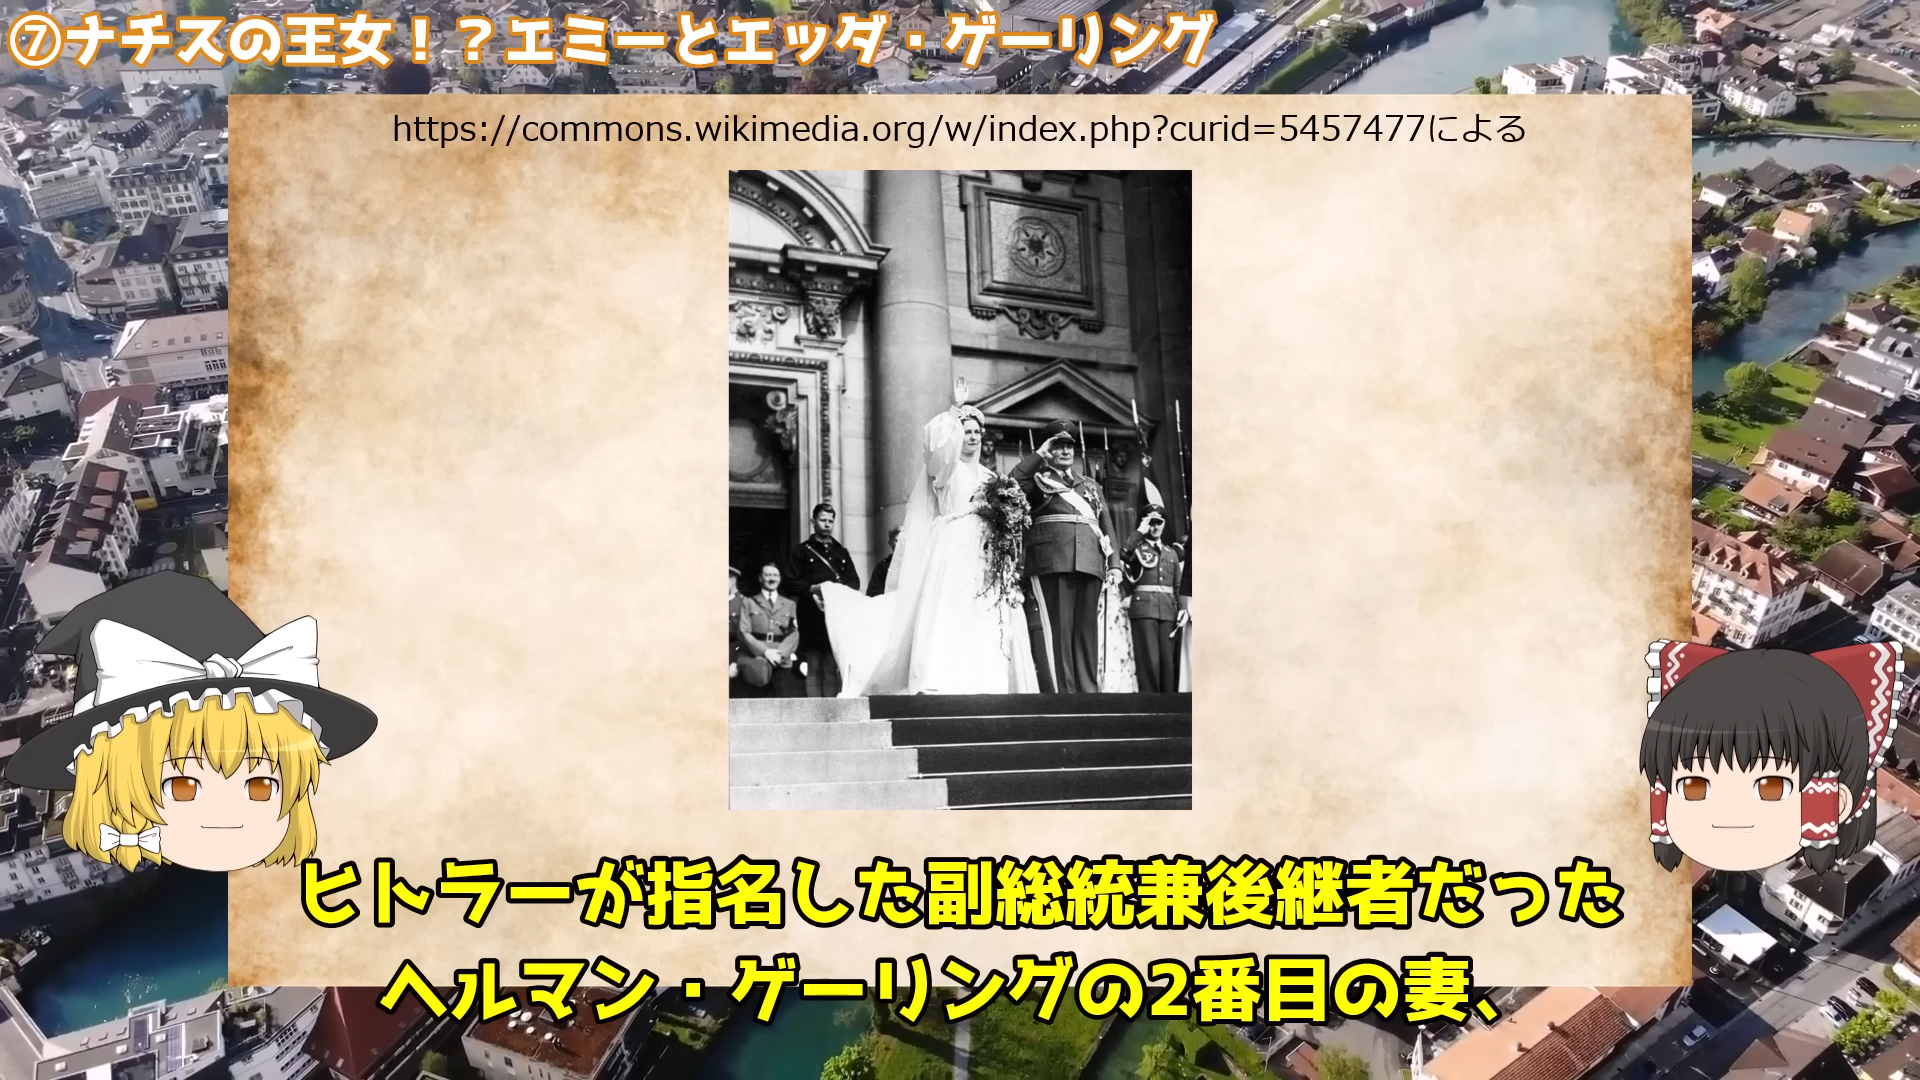 ⑦ナチスの王女！？エミーとエッダ・ゲーリング
https://commons.wikimedia.org/w/index.php?curid=5457477による
ヒトラーが指名した副総統兼後継者だった
ヘルマン・ゲーリングの2番目の妻、